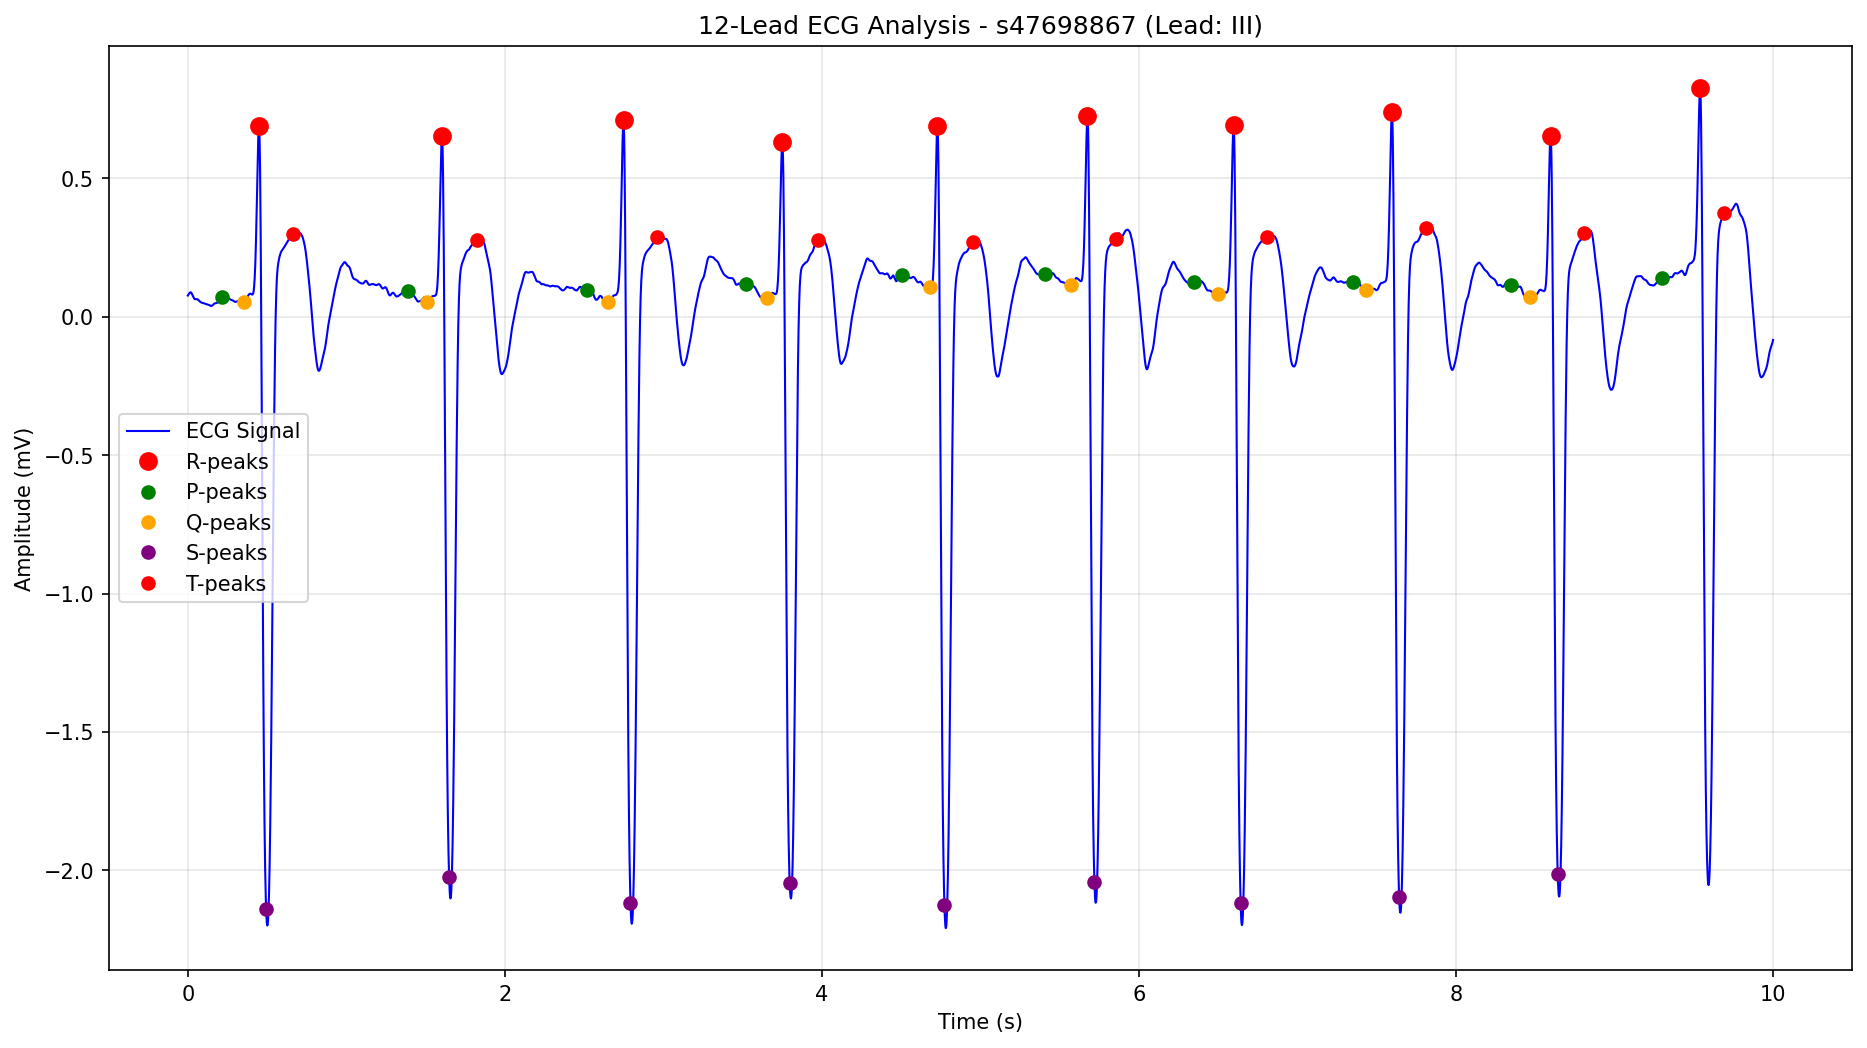 12-Lead ECG Analysis - s47698867 (Lead: III)
Amplitude (mV)
0.5
0.0
−0.5
−1.0
−1.5
−2.0
ECG Signal
R-peaks
P-peaks
Q-peaks
S-peaks
T-peaks
0 2 4 6 8 10
Time (s)